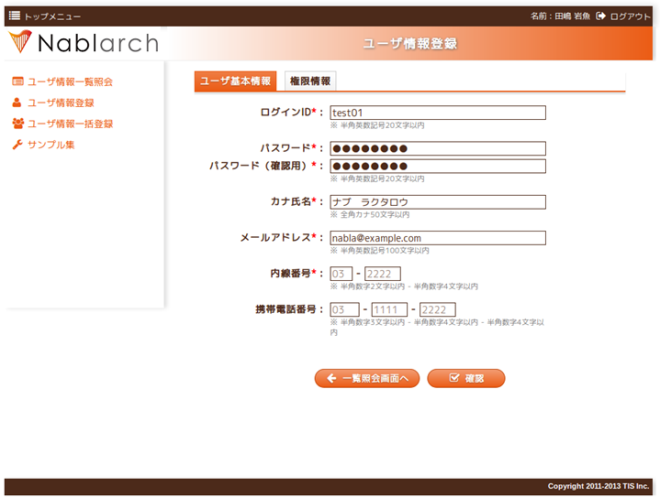 トップメニュー
名前：田嶋 岩魚 ログアウト
Nablarch
ユーザ情報登録
ユーザ情報一覧照会
ユーザ情報登録
ユーザ情報一括登録
サンプル集
ユーザ基本情報 権限情報
ログインID*： test01
※ 半角英数記号20文字以内
パスワード*： ●●●●●●●●
パスワード（確認用）*： ●●●●●●●●
※ 半角英数記号20文字以内
カナ氏名*： ナブ　ラクタロウ
※ 全角カナ50文字以内
メールアドレス*： nabla@example.com
※ 半角英数記号100文字以内
内線番号*： 03 - 2222
※ 半角数字2文字以内 - 半角数字4文字以内
携帯電話番号： 03 - 1111 - 2222
※ 半角数字3文字以内 - 半角数字4文字以内 - 半角数字4文字以
内
一覧照会画面へ 確認
Copyright 2011-2013 TIS Inc.